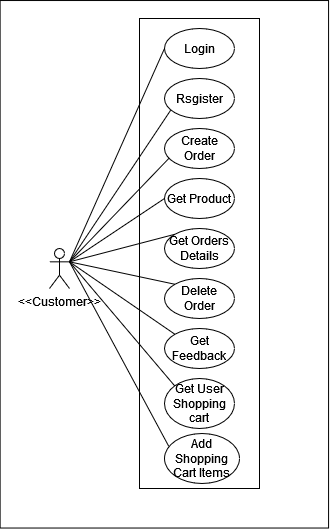 Login
Rsgister
Create
Order
Get Product
Get Orders
Details
<<Customer>>
Delete
Order
Get
Feedback
Get User
Shopping
cart
Add
Shopping
Cart Items